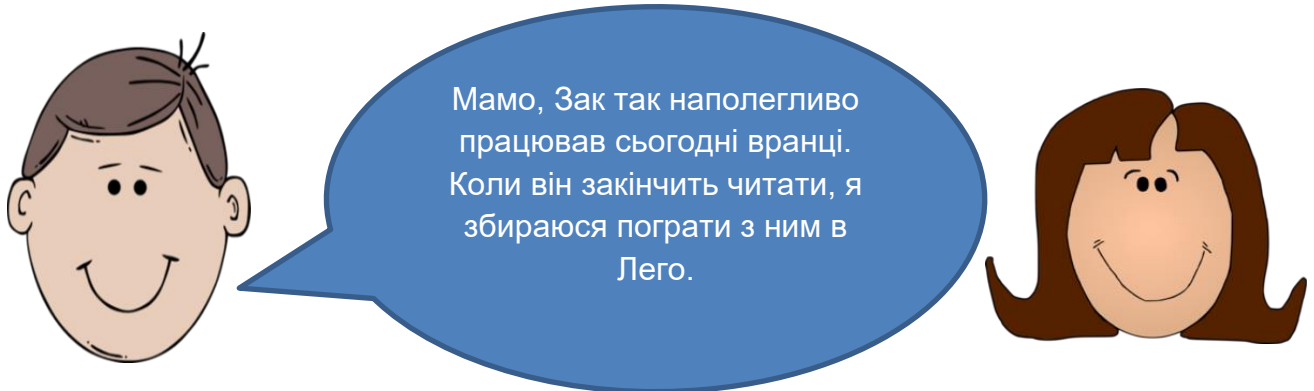 Мамо, Зак так наполегливо
працював сьогодні вранці.
Коли він закінчить читати, я
збираюся пограти з ним в
Лего.